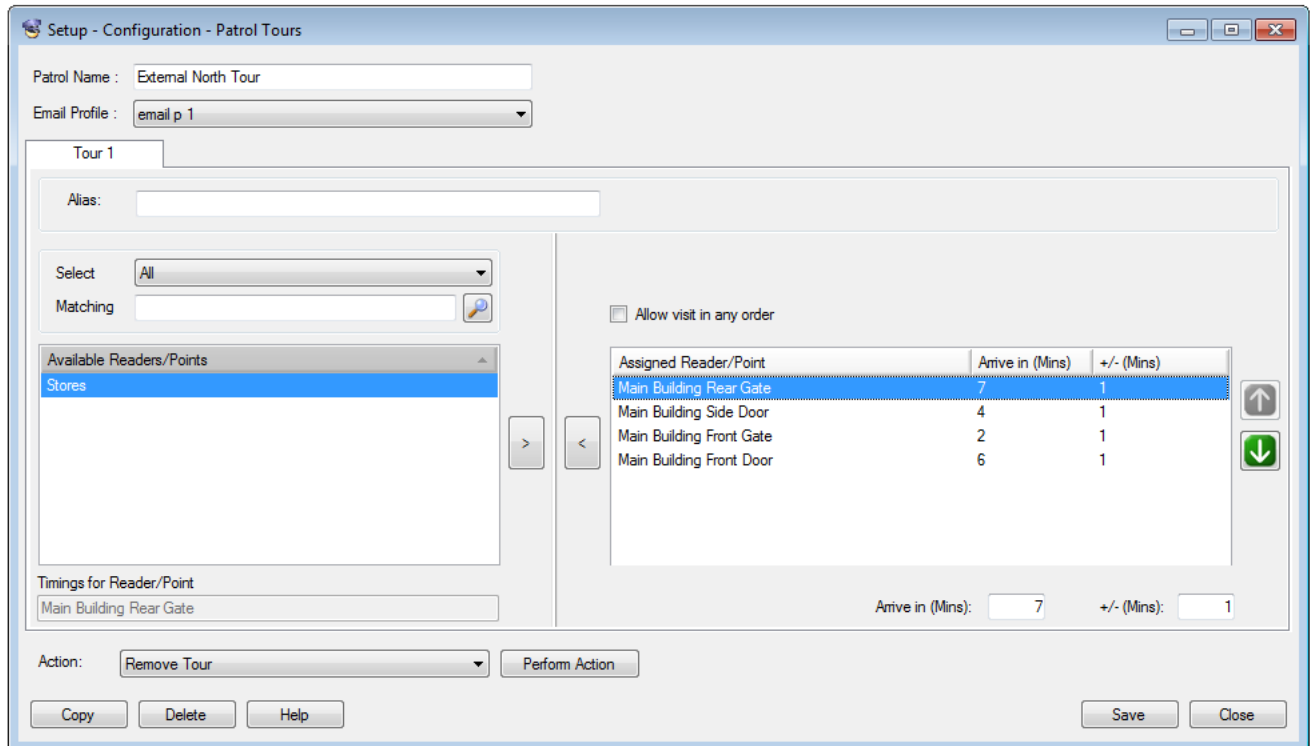 Setup - Configuration - Patrol Tours
Patrol Name : External North Tour
Email Profile : email p 1
Tour 1
Alias:
Select All
Matching
Allow visit in any order
Available Readers/Points
Stores
> <
Assigned Reader/Point Arrive in (Mins) +/- (Mins)
Main Building Rear Gate 7 1
Main Building Side Door 4 1
Main Building Front Gate 2 1
Main Building Front Door 6 1
Timings for Reader/Point
Main Building Rear Gate
Arrive in (Mins): 7 +/- (Mins): 1
Action: Remove Tour Perform Action
Copy Delete Help Save Close